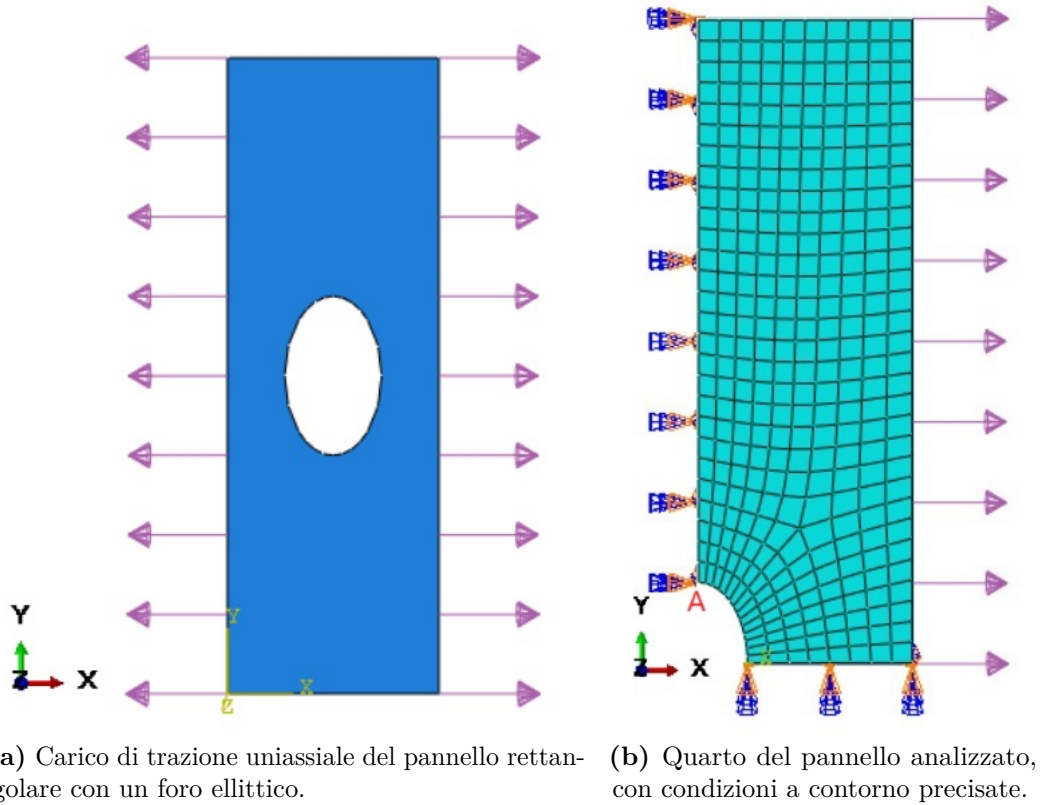 Y
X
Z
Y
X
Z
A
Y
X
Z
X
a) Carico di trazione uniassiale del pannello rettan-
golare con un foro ellittico.
(b) Quarto del pannello analizzato,
con condizioni a contorno precisate.